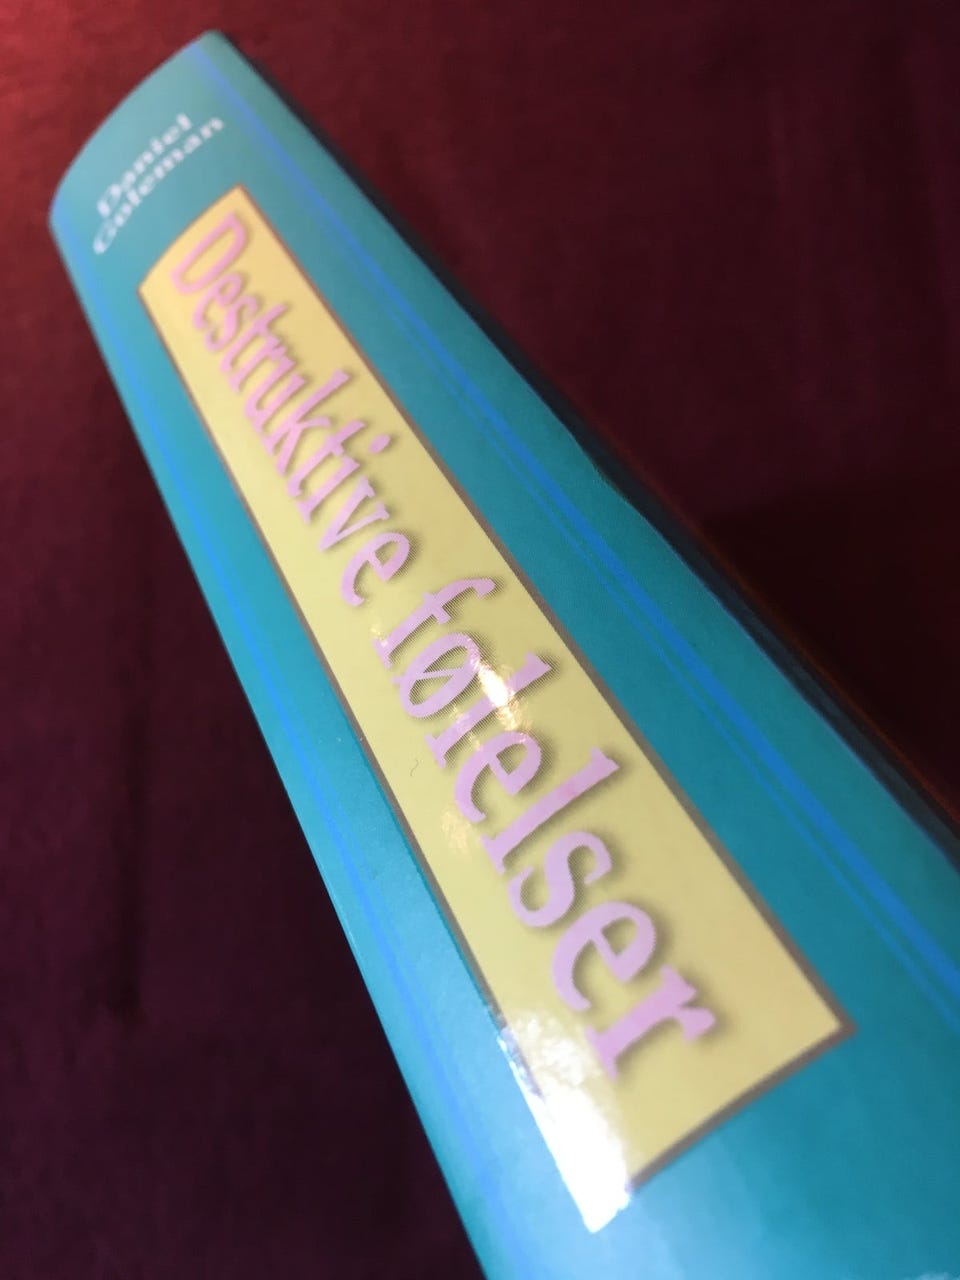 Daniel
Goleman
Destruktive følelser